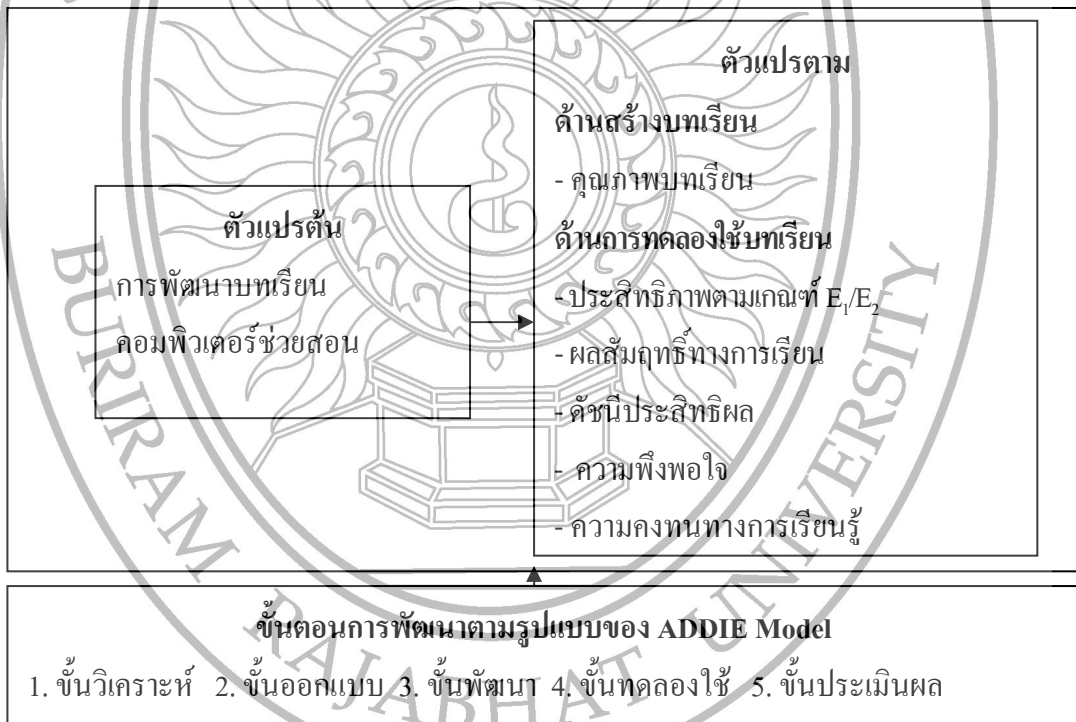 ตัวแปรต้น
การพัฒนาบทเรียน
คอมพิวเตอร์ช่วยสอน
ตัวแปรตาม
ด้านสร้างบทเรียน
- คุณภาพบทเรียน
ด้านการทดลองใช้บทเรียน
- ประสิทธิภาพตามเกณฑ์ E₁/E₂
- ผลสัมฤทธิ์ทางการเรียน
- ดัชนีประสิทธิผล
- ความพึงพอใจ
- ความคงทนทางการเรียนรู้
ขั้นตอนการพัฒนาตามรูปแบบของ ADDIE Model
1. ขั้นวิเคราะห์ 2. ขั้นออกแบบ 3. ขั้นพัฒนา 4. ขั้นทดลองใช้ 5. ขั้นประเมินผล
BURIRAM RAJABHAT UNIVERSITY